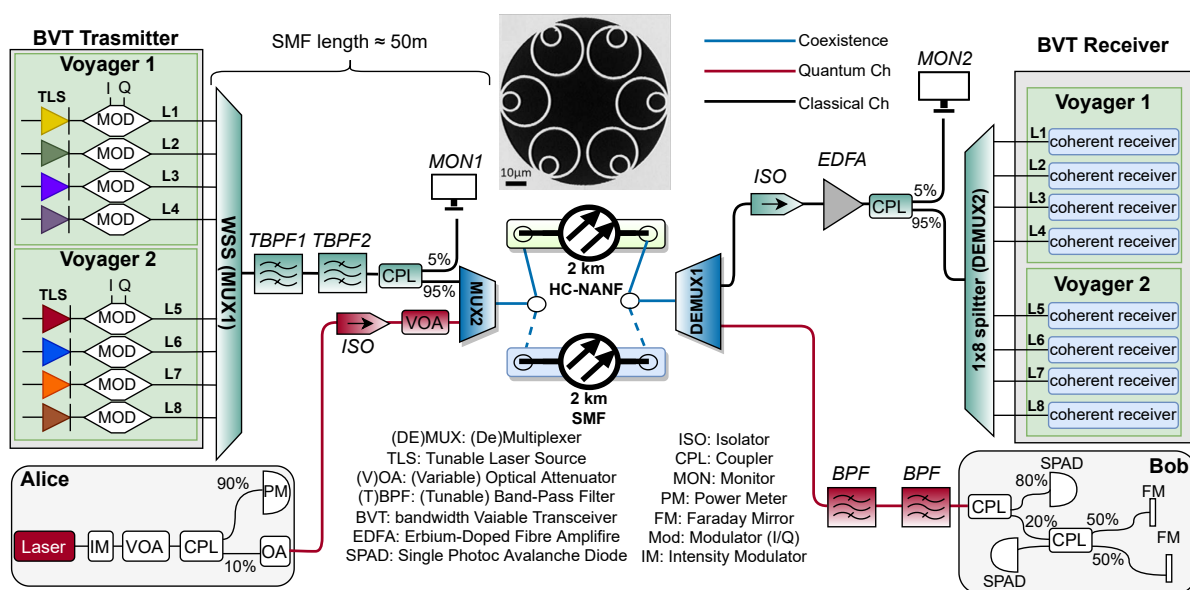 BVT Trasmitter
Voyager 1
I Q
TLS
MOD
L1
MOD
L2
MOD
L3
MOD
L4
Voyager 2
I Q
TLS
MOD
L5
MOD
L6
MOD
L7
MOD
L8
SMF length ≈ 50m
WSS (MUX1)
TBPF1
TBPF2
CPL
5%
95%
MON1
MUX2
ISO
VOA
10μm
2 km
HC-NANF
2 km
SMF
Coexistence
Quantum Ch
Classical Ch
DEMUX1
ISO
EDFA
CPL
5%
95%
MON2
1x8 spiltter (DEMUX2)
BVT Receiver
Voyager 1
L1
coherent receiver
L2
coherent receiver
L3
coherent receiver
L4
coherent receiver
Voyager 2
L5
coherent receiver
L6
coherent receiver
L7
coherent receiver
L8
coherent receiver
Alice
Laser
IM
VOA
CPL
90%
PM
10%
OA
(DE)MUX: (De)Multiplexer
TLS: Tunable Laser Source
(V)OA: (Variable) Optical Attenuator
(T)BPF: (Tunable) Band-Pass Filter
BVT: bandwidth Vaiable Transceiver
EDFA: Erbium-Doped Fibre Amplifire
SPAD: Single Photoc Avalanche Diode
ISO: Isolator
CPL: Coupler
MON: Monitor
PM: Power Meter
FM: Faraday Mirror
Mod: Modulator (I/Q)
IM: Intensity Modulator
BPF
BPF
Bob
CPL
80%
SPAD
20%
CPL
50%
FM
50%
FM
SPAD